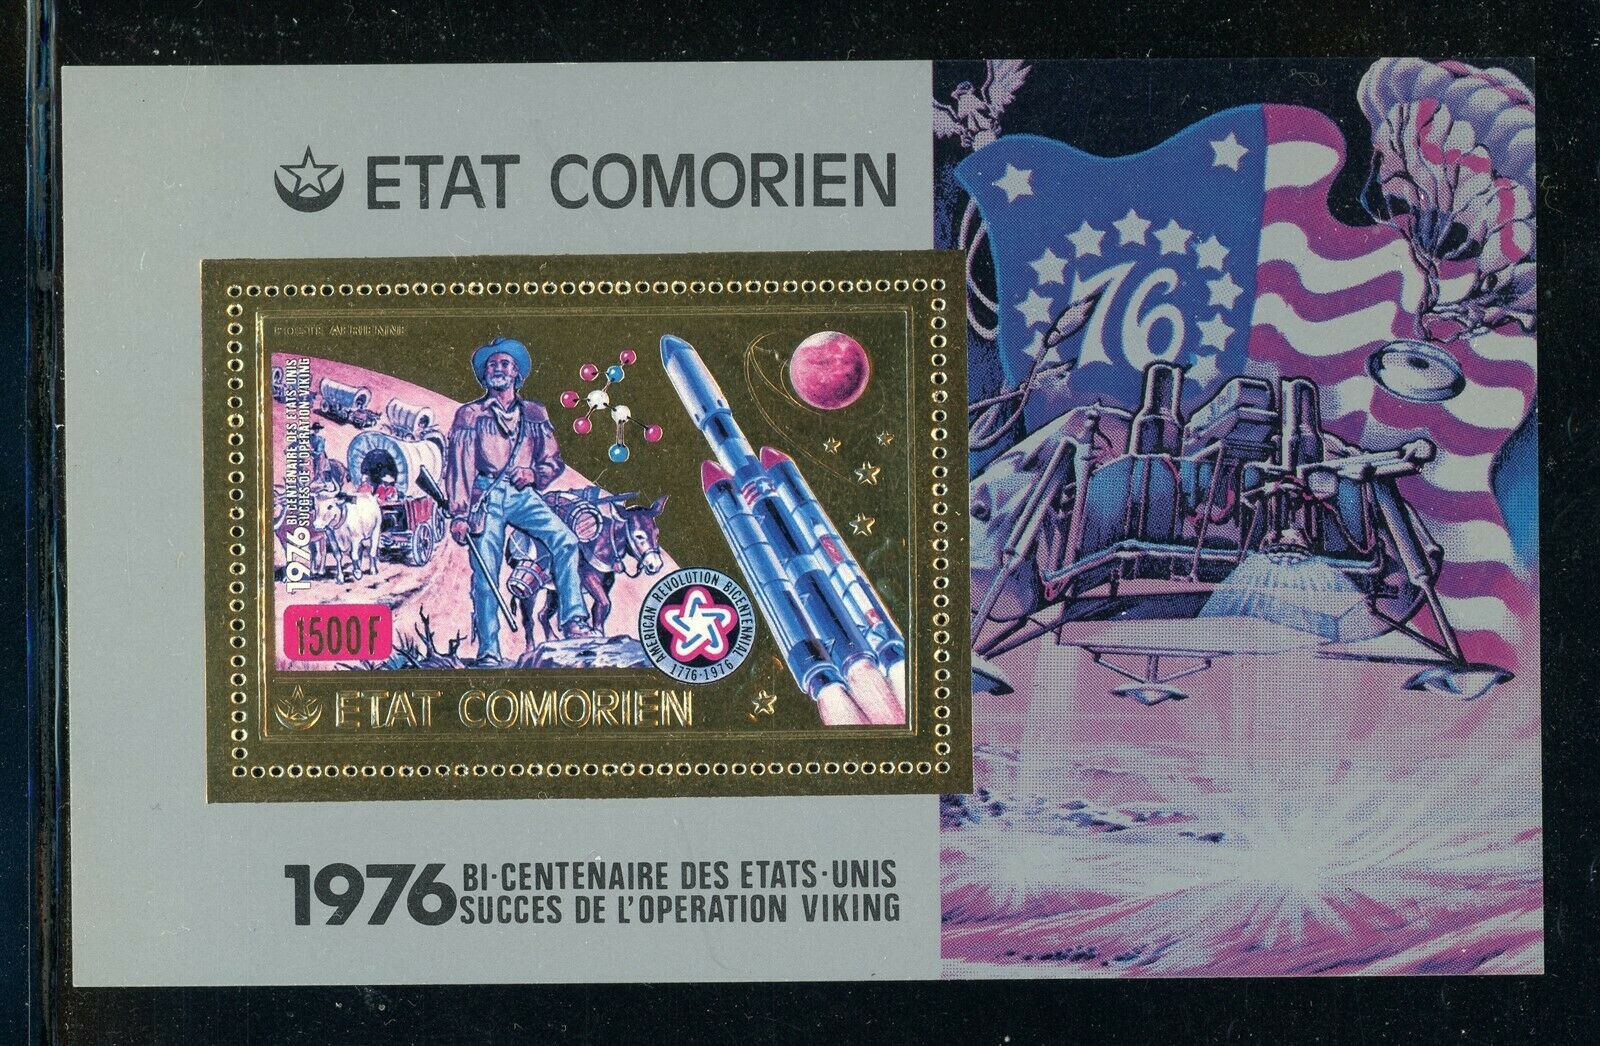 ETAT COMORIEN
76
POSTE AERIENNE
1976 BI·CENTENAIRE DES ETATS·UNIS
SUCCES DE L'OPERATION VIKING
AMERICAN REVOLUTION BICENTENNIAL
1776·1976
1500F
ETAT COMORIEN
1976 BI·CENTENAIRE DES ETATS·UNIS
SUCCES DE L'OPERATION VIKING